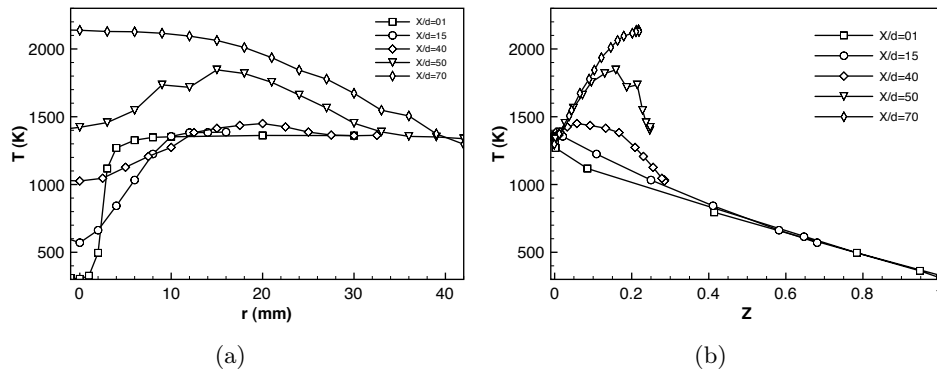 2000
1500
1000
500
T (K)
0
10
20
30
40
r (mm)
X/d=01
X/d=15
X/d=40
X/d=50
X/d=70
(a)
2000
1500
1000
500
T (K)
0
0.2
0.4
0.6
0.8
1
Z
X/d=01
X/d=15
X/d=40
X/d=50
X/d=70
(b)